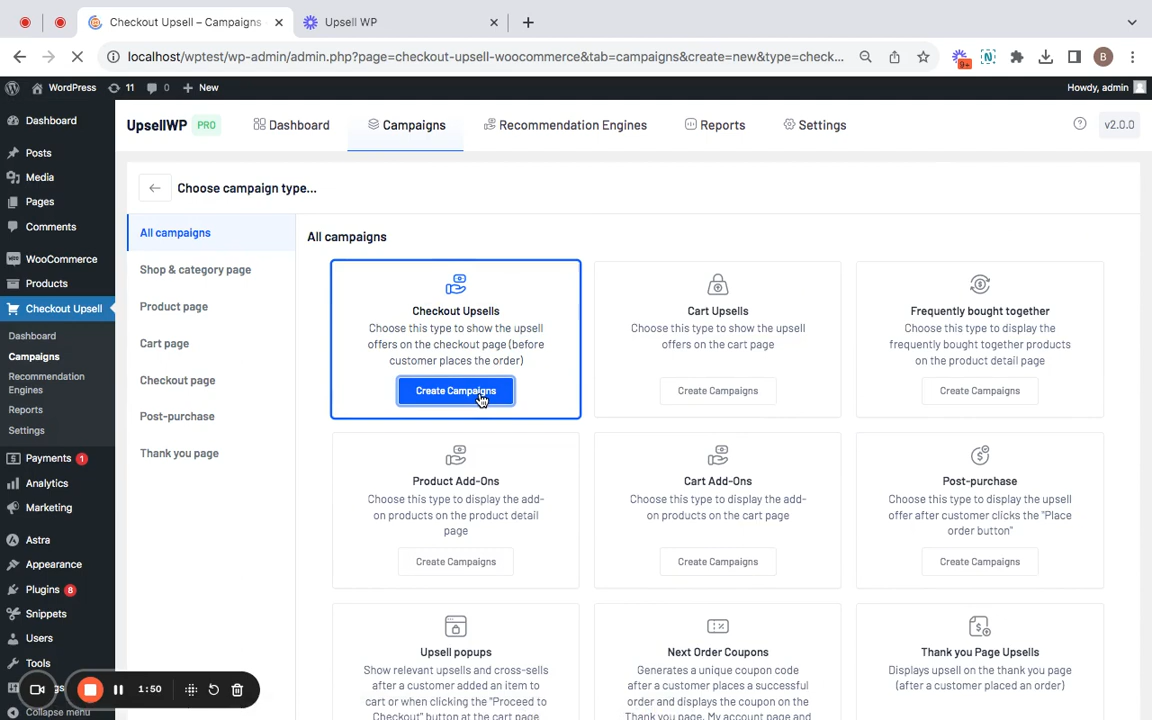 Checkout Upsell – Campaigns
Upsell WP
localhost/wptest/wp-admin/admin.php?page=checkout-upsell-woocommerce&tab=campaigns&create=new&type=check...
9+
B
WordPress
11
0
New
Howdy, admin
Dashboard
Posts
Media
Pages
Comments
WooCommerce
Products
Checkout Upsell
Dashboard
Campaigns
Recommendation
Engines
Reports
Settings
Payments 1
Analytics
Marketing
Astra
Appearance
Plugins 8
Snippets
Users
Tools
Collapse menu
1:50
UpsellWP PRO
Dashboard
Campaigns
Recommendation Engines
Reports
Settings
v2.0.0
Choose campaign type...
All campaigns
Shop & category page
Product page
Cart page
Checkout page
Post-purchase
Thank you page
All campaigns
Checkout Upsells
Choose this type to show the upsell
offers on the checkout page (before
customer places the order)
Create Campaigns
Cart Upsells
Choose this type to show the upsell
offers on the cart page
Create Campaigns
Frequently bought together
Choose this type to display the
frequently bought together products
on the product detail page
Create Campaigns
Product Add-Ons
Choose this type to display the add-
on products on the product detail
page
Create Campaigns
Cart Add-Ons
Choose this type to display the add-
on products on the cart page
Create Campaigns
Post-purchase
Choose this type to display the upsell
offer after customer clicks the "Place
order button"
Create Campaigns
Upsell popups
Show relevant upsells and cross-sells
after a customer added an item to
cart or when clicking the "Proceed to
Checkout" button at the cart page
Next Order Coupons
Generates a unique coupon code
after a customer places a successful
order and displays the coupon on the
Thank you page, My account page and
Thank you Page Upsells
Displays upsell on the thank you page
(after a customer placed an order)